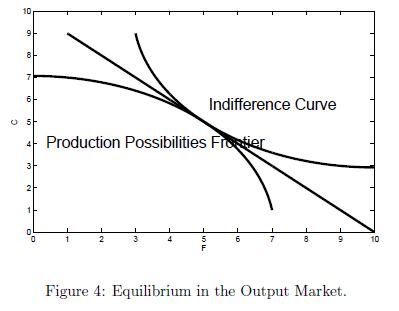 10
9
8
7
6
5
4
3
2
1
0
C
Indifference Curve
Production Possibilities Frontier
0 1 2 3 4 5 6 7 8 9 10
F
Figure 4: Equilibrium in the Output Market.